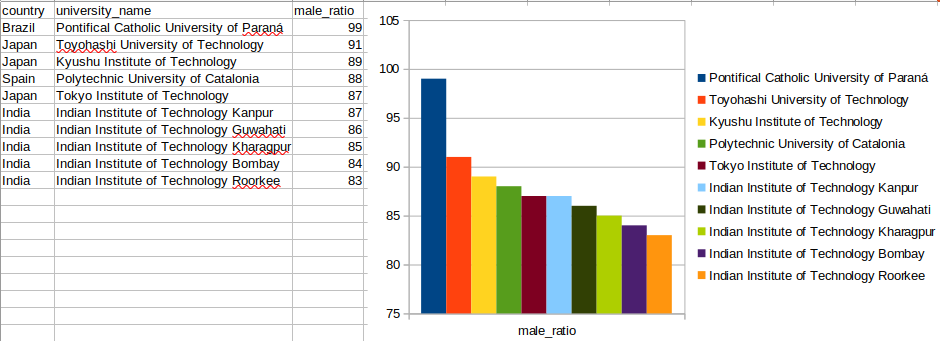 country university_name male_ratio
Brazil Pontifical Catholic University of Paraná 99
Japan Toyohashi University of Technology 91
Japan Kyushu Institute of Technology 89
Spain Polytechnic University of Catalonia 88
Japan Tokyo Institute of Technology 87
India Indian Institute of Technology Kanpur 87
India Indian Institute of Technology Guwahati 86
India Indian Institute of Technology Kharagpur 85
India Indian Institute of Technology Bombay 84
India Indian Institute of Technology Roorkee 83
105
100
95
90
85
80
75
male_ratio
Pontifical Catholic University of Paraná
Toyohashi University of Technology
Kyushu Institute of Technology
Polytechnic University of Catalonia
Tokyo Institute of Technology
Indian Institute of Technology Kanpur
Indian Institute of Technology Guwahati
Indian Institute of Technology Kharagpur
Indian Institute of Technology Bombay
Indian Institute of Technology Roorkee